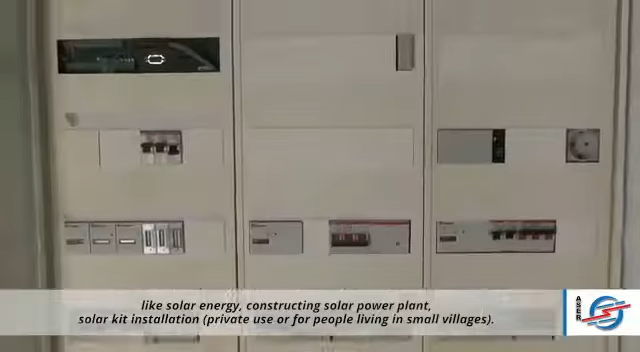 like solar energy, constructing solar power plant,
solar kit installation (private use or for people living in small villages).
ASER